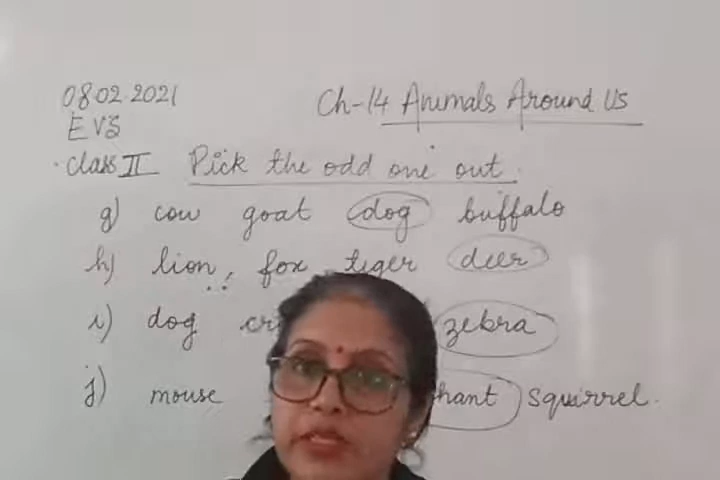 08.02.2021
Ch-14 Animals Around Us
EVS
Class II Pick the odd one out.
g) cow goat dog buffalo
h) lion fox tiger deer
i) dog zebra
j) mouse squirrel.